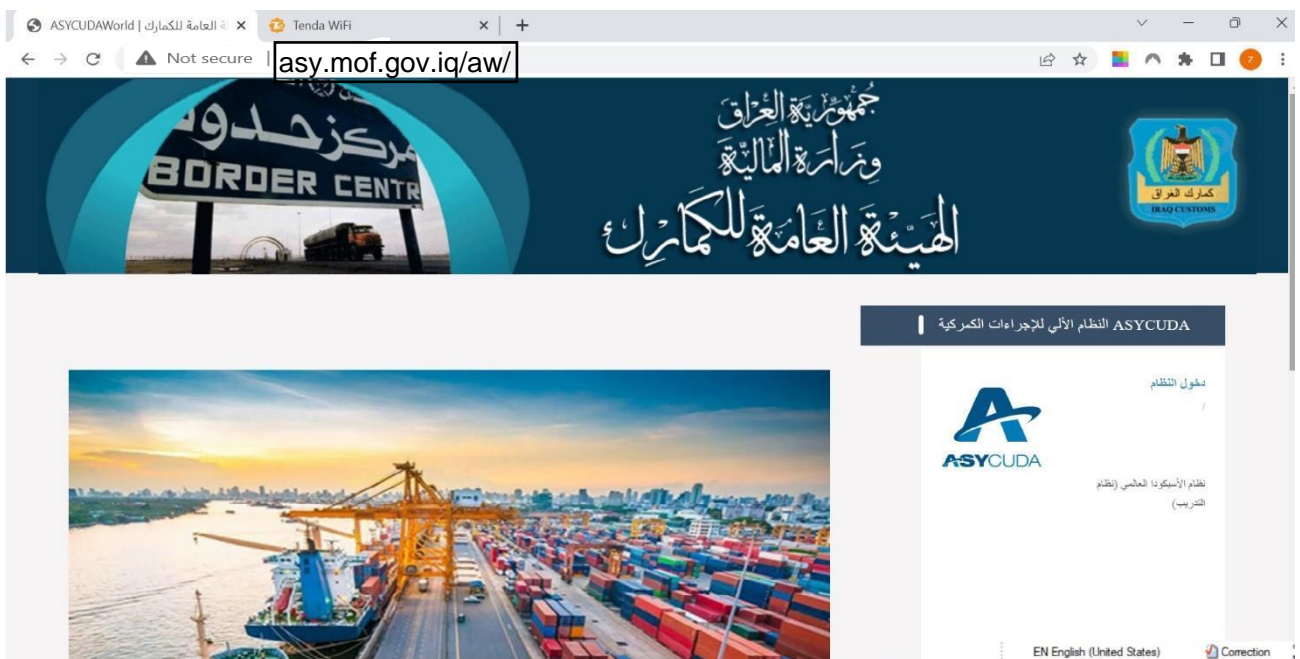 ASYCUDAWorld | ة العامة للكمارك
Tenda WiFi
Not secure
asy.mof.gov.iq/aw/
مركز حدود
BORDER CENTR
جمهورية العراق
وزارة المالية
الهيئة العامة للكمارك
كمارك العراق
IRAQ CUSTOMS
ASYCUDA النظام الألي للإجراءات الكمركية
دخول النظام
/
ASYCUDA
نظام الأسيكودا العالمي (نظام
التدريب)
EN English (United States)
Correction